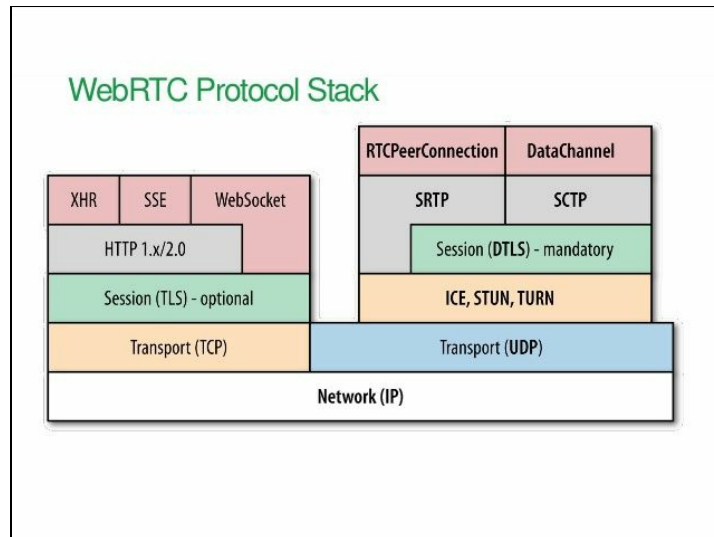 WebRTC Protocol Stack
RTCPeerConnection DataChannel
XHR SSE WebSocket SRTP SCTP
HTTP 1.x/2.0 Session (DTLS) - mandatory
Session (TLS) - optional ICE, STUN, TURN
Transport (TCP) Transport (UDP)
Network (IP)